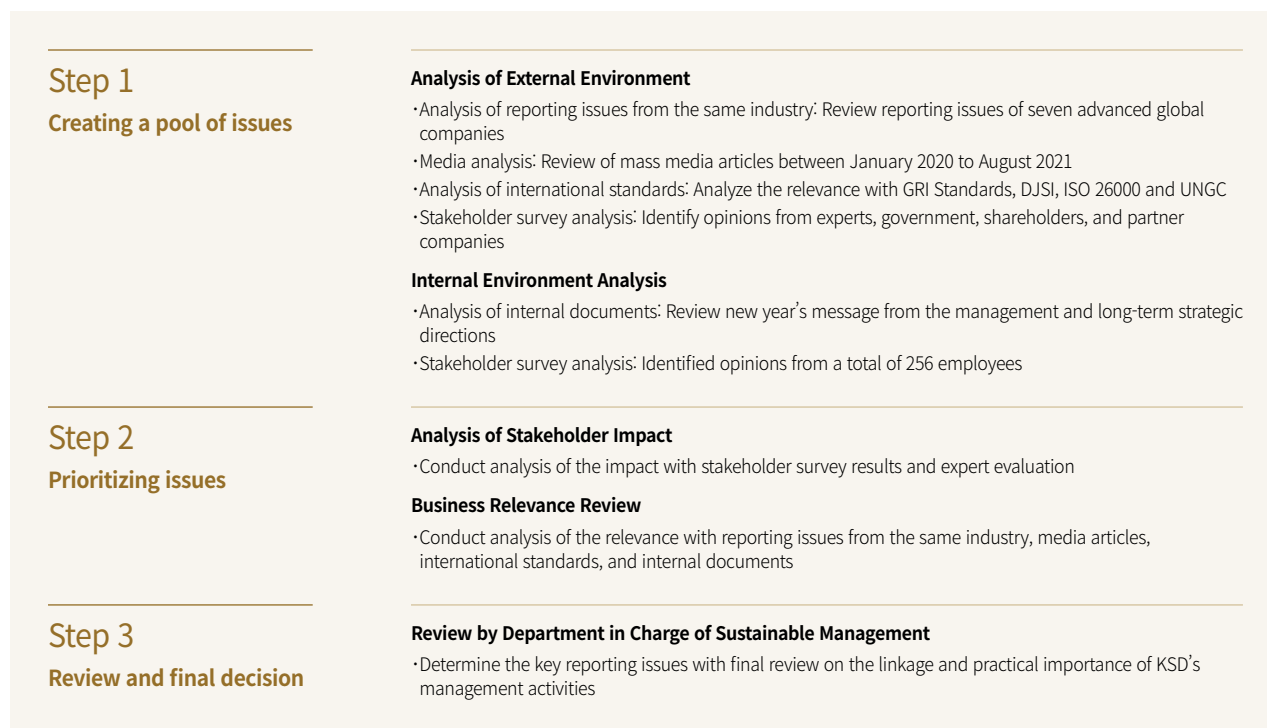 Step 1
Creating a pool of issues
Analysis of External Environment
·Analysis of reporting issues from the same industry: Review reporting issues of seven advanced global
companies
·Media analysis: Review of mass media articles between January 2020 to August 2021
·Analysis of international standards: Analyze the relevance with GRI Standards, DJSI, ISO 26000 and UNGC
·Stakeholder survey analysis: Identify opinions from experts, government, shareholders, and partner
companies
Internal Environment Analysis
·Analysis of internal documents: Review new year’s message from the management and long-term strategic
directions
·Stakeholder survey analysis: Identified opinions from a total of 256 employees
Step 2
Prioritizing issues
Analysis of Stakeholder Impact
·Conduct analysis of the impact with stakeholder survey results and expert evaluation
Business Relevance Review
·Conduct analysis of the relevance with reporting issues from the same industry, media articles,
international standards, and internal documents
Step 3
Review and final decision
Review by Department in Charge of Sustainable Management
·Determine the key reporting issues with final review on the linkage and practical importance of KSD’s
management activities